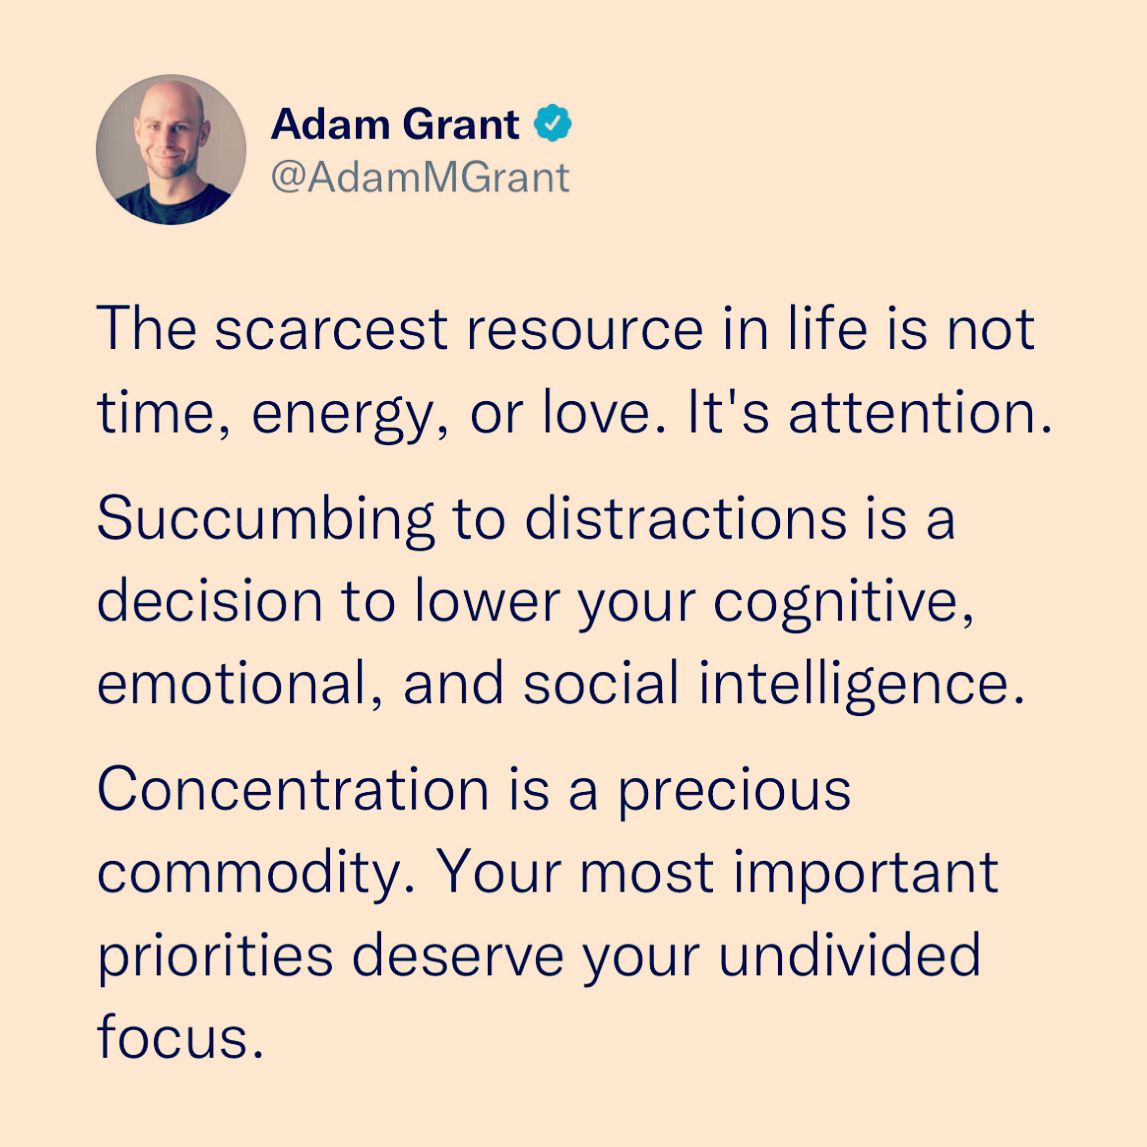 Adam Grant
@AdamMGrant
The scarcest resource in life is not
time, energy, or love. It's attention.
Succumbing to distractions is a
decision to lower your cognitive,
emotional, and social intelligence.
Concentration is a precious
commodity. Your most important
priorities deserve your undivided
focus.